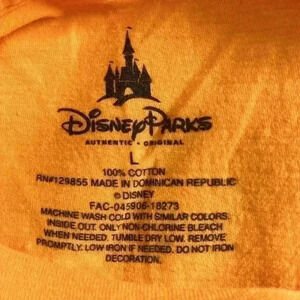 DISNEY PARKS
AUTHENTIC • ORIGINAL
L
100% COTTON
RN#129855 MADE IN DOMINICAN REPUBLIC
© DISNEY
FAC-045906-18273
MACHINE WASH COLD WITH SIMILAR COLORS.
INSIDE OUT. ONLY NON-CHLORINE BLEACH
WHEN NEEDED. TUMBLE DRY LOW. REMOVE
PROMPTLY. LOW IRON IF NEEDED. DO NOT IRON
DECORATION.